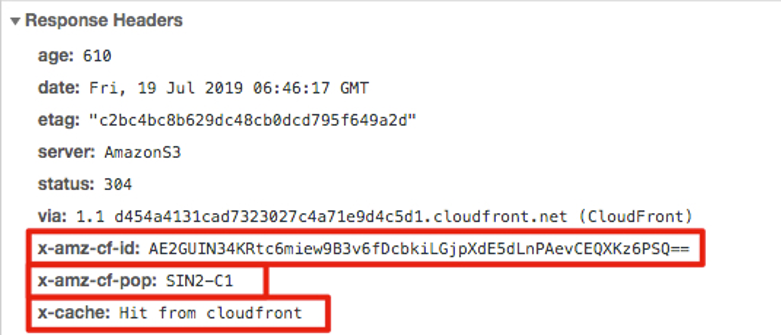 Response Headers
age: 610
date: Fri, 19 Jul 2019 06:46:17 GMT
etag: "c2bc4bc8b629dc48cb0dcd795f649a2d"
server: AmazonS3
status: 304
via: 1.1 d454a4131cad7323027c4a71e9d4c5d1.cloudfront.net (CloudFront)
x-amz-cf-id: AE2GUIN34KRtc6miew9B3v6fDcbkiLGjpXdE5dLnPAevCEQXKz6PSQ==
x-amz-cf-pop: SIN2-C1
x-cache: Hit from cloudfront